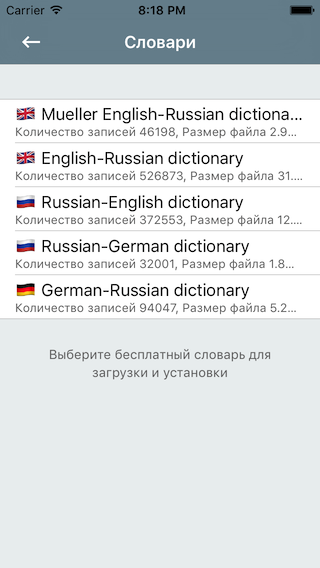 Carrier 8:18 PM
Словари
Mueller English-Russian dictiona...
Количество записей 46198, Размер файла 2.9...
English-Russian dictionary
Количество записей 526873, Размер файла 31....
Russian-English dictionary
Количество записей 372553, Размер файла 12....
Russian-German dictionary
Количество записей 32001, Размер файла 1.8...
German-Russian dictionary
Количество записей 94047, Размер файла 5.2...
Выберите бесплатный словарь для
загрузки и установки